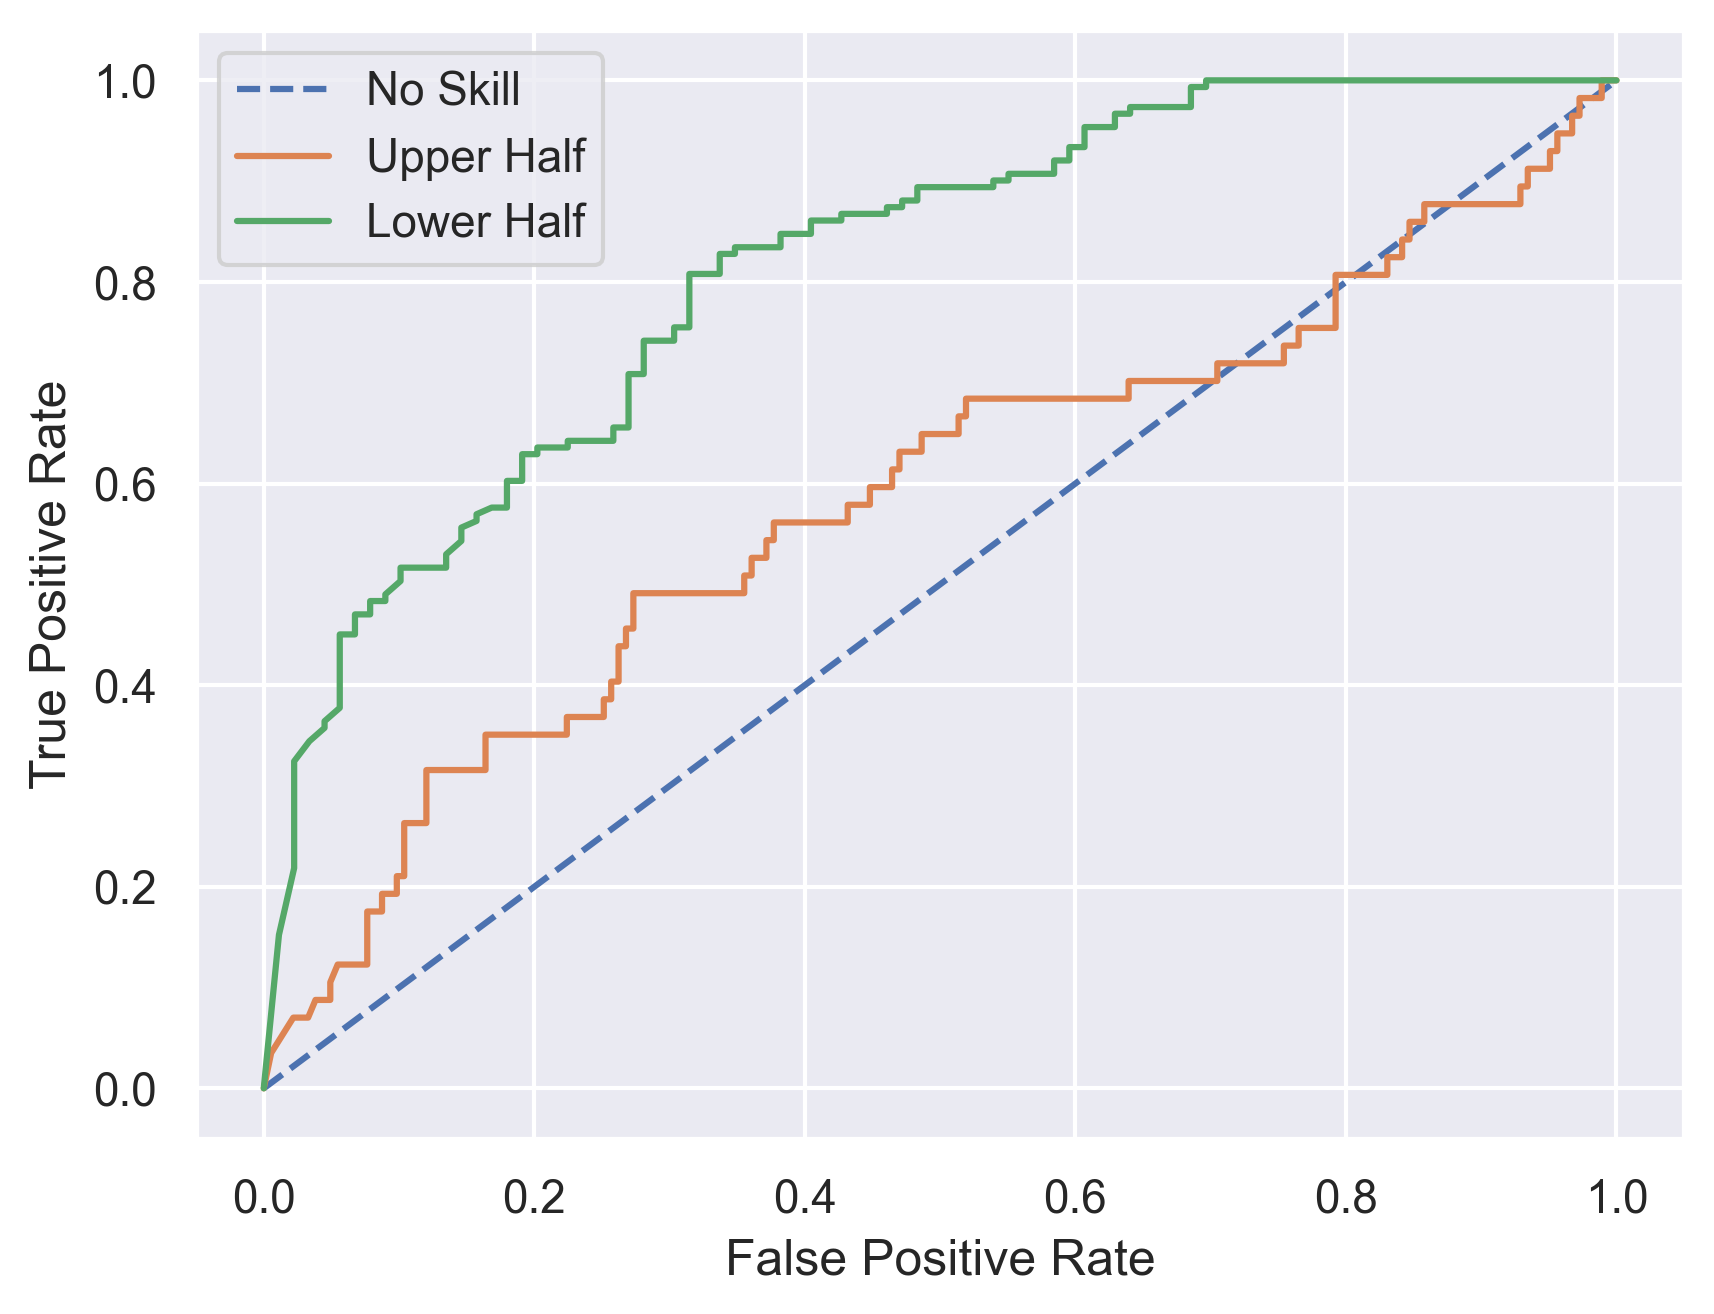 No Skill
Upper Half
Lower Half
1.0
0.8
0.6
0.4
0.2
0.0
True Positive Rate
0.0 0.2 0.4 0.6 0.8 1.0
False Positive Rate